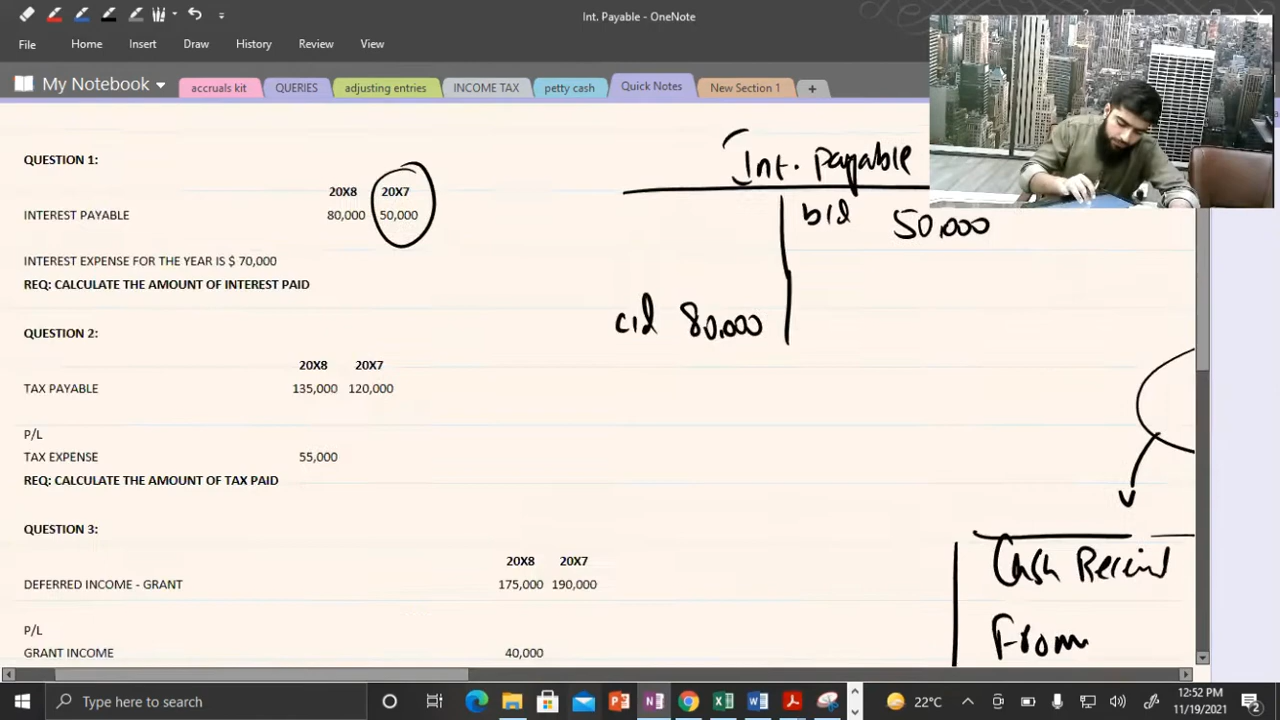 Int. Payable - OneNote
File Home Insert Draw History Review View
My Notebook accruals kit QUERIES adjusting entries INCOME TAX petty cash Quick Notes New Section 1
QUESTION 1:
20X8 20X7
INTEREST PAYABLE 80,000 50,000
INTEREST EXPENSE FOR THE YEAR IS $ 70,000
REQ: CALCULATE THE AMOUNT OF INTEREST PAID
QUESTION 2:
20X8 20X7
TAX PAYABLE 135,000 120,000
P/L
TAX EXPENSE 55,000
REQ: CALCULATE THE AMOUNT OF TAX PAID
QUESTION 3:
20X8 20X7
DEFERRED INCOME - GRANT 175,000 190,000
P/L
GRANT INCOME 40,000
Int. payable
b/d 50,000
c/d 80,000
Cash
From
Type here to search
22°C
12:52 PM
11/19/2021
2